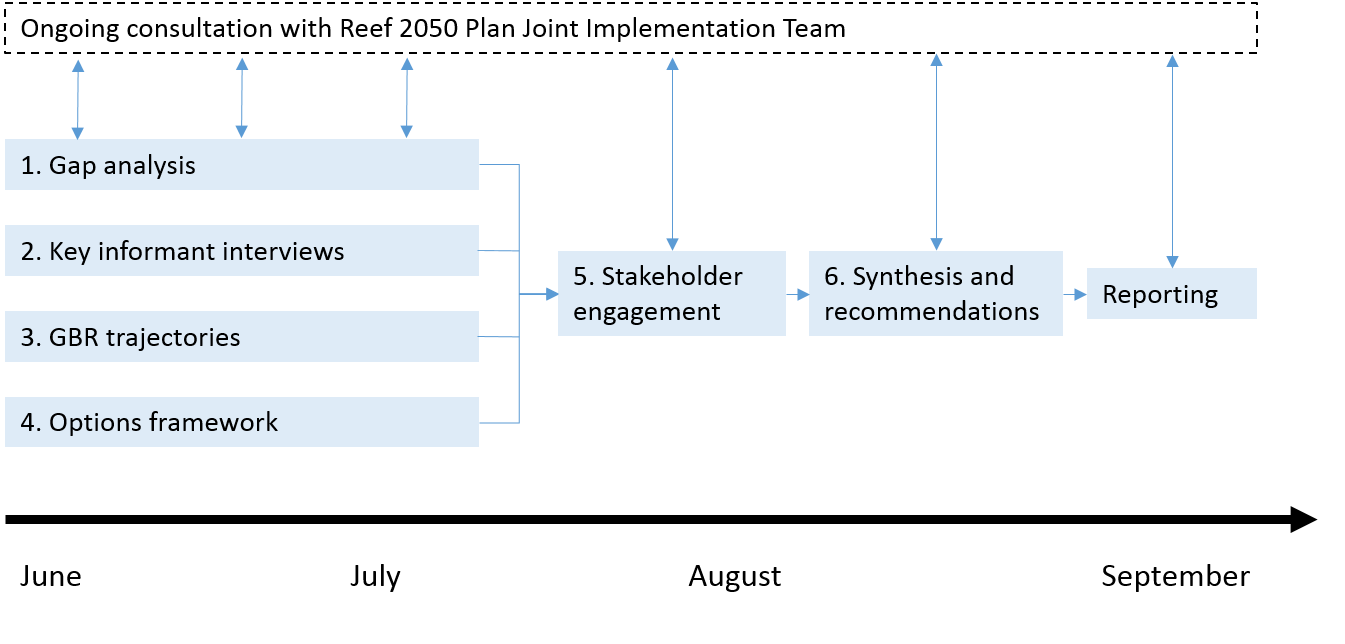 Ongoing consultation with Reef 2050 Plan Joint Implementation Team
1. Gap analysis
2. Key informant interviews
3. GBR trajectories
4. Options framework
5. Stakeholder
engagement
6. Synthesis and
recommendations
Reporting
June
July
August
September